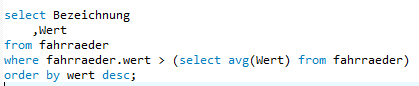 select Bezeichnung
,Wert
from fahrraeder
where fahrraeder.wert > (select avg(Wert) from fahrraeder)
order by wert desc;